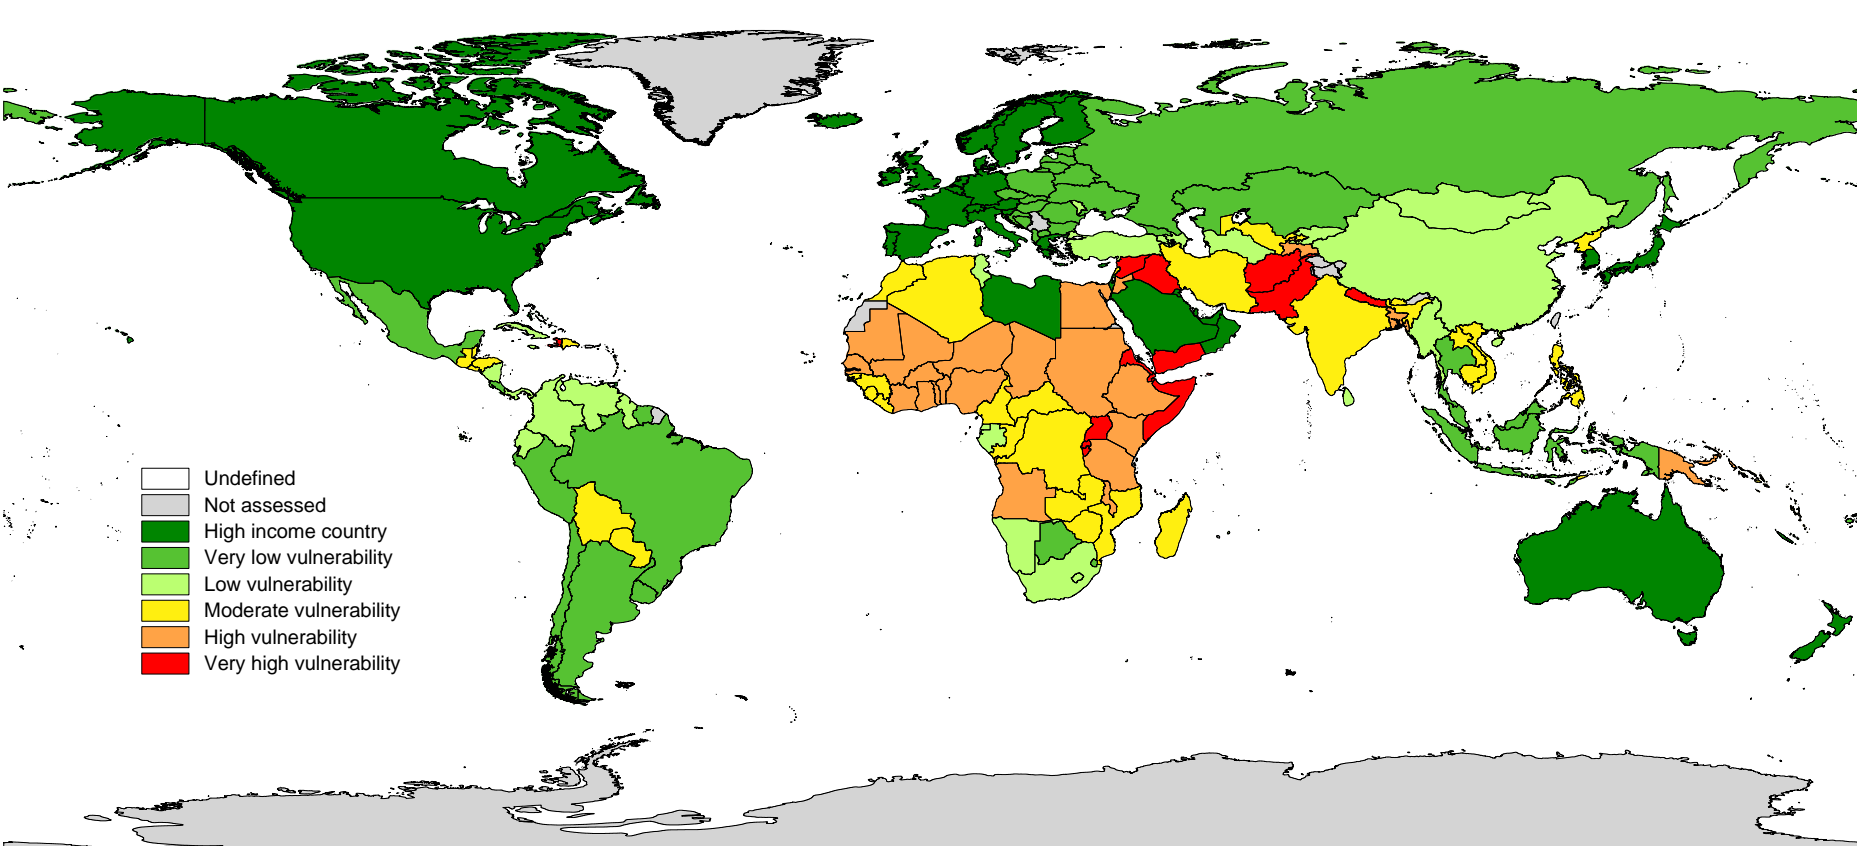 Undefined
Not assessed
High income country
Very low vulnerability
Low vulnerability
Moderate vulnerability
High vulnerability
Very high vulnerability